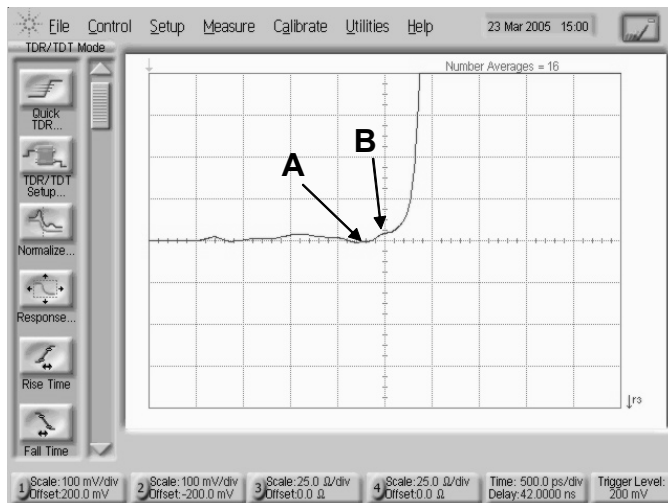 File Control Setup Measure Calibrate Utilities Help 23 Mar 2005 15:00
TDR/TDT Mode
Number Averages = 16
Quick
TDR...
TDR/TDT
Setup...
Normalize...
Response...
Rise Time
Fall Time
A
B
r3
1 Scale:100 mV/div
Offset:200.0 mV
2 Scale:100 mV/div
Offset:-200.0 mV
3 Scale:25.0 Ω/div
Offset:0.0 Ω
4 Scale:25.0 Ω/div
Offset:0.0 Ω
Time:500.0 ps/div
Delay:42.0000 ns
Trigger Level:
200 mV